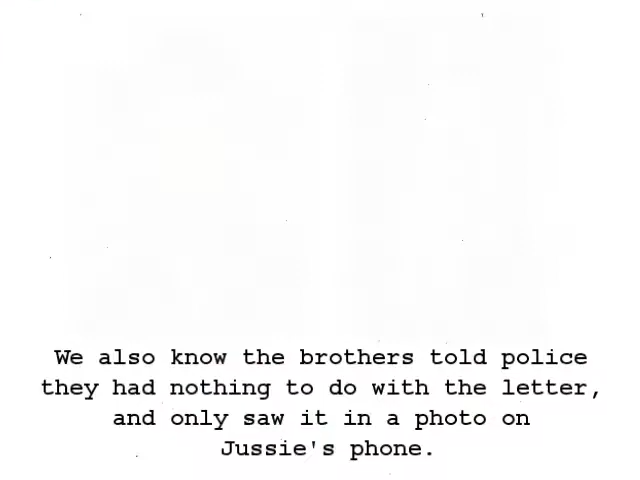 We also know the brothers told police
they had nothing to do with the letter,
and only saw it in a photo on
Jussie's phone.